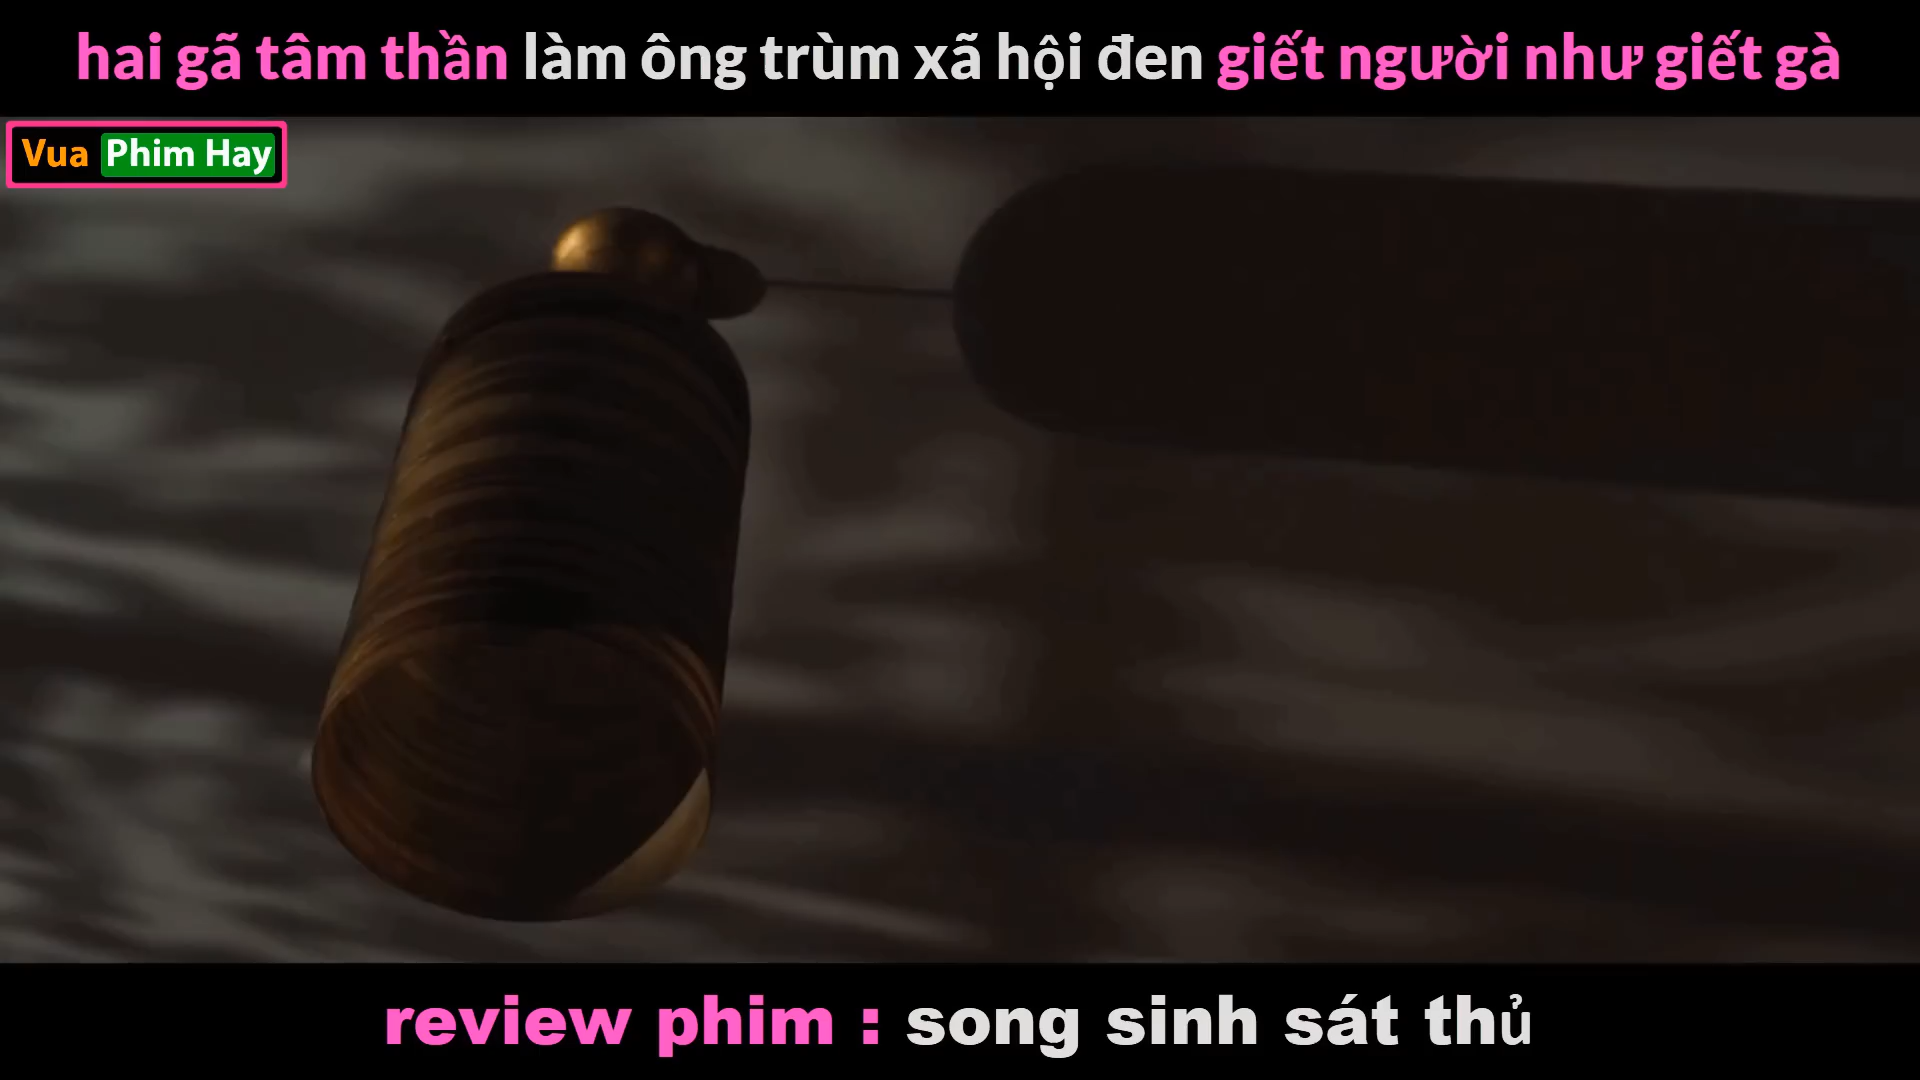 hai gã tâm thần làm ông trùm xã hội đen giết người như giết gà
Vua Phim Hay
review phim : song sinh sát thủ